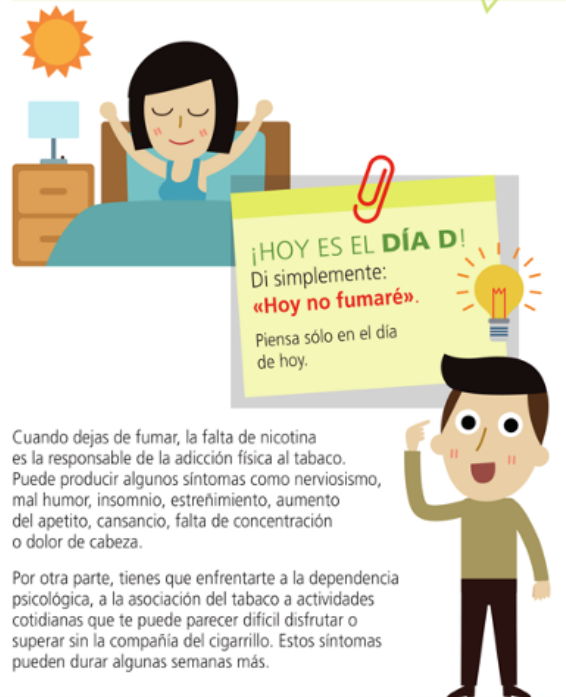 ¡HOY ES EL DÍA D!
Di simplemente:
«Hoy no fumaré».
Piensa sólo en el día
de hoy.
Cuando dejas de fumar, la falta de nicotina
es la responsable de la adicción física al tabaco.
Puede producir algunos síntomas como nerviosismo,
mal humor, insomnio, estreñimiento, aumento
del apetito, cansancio, falta de concentración
o dolor de cabeza.
Por otra parte, tienes que enfrentarte a la dependencia
psicológica, a la asociación del tabaco a actividades
cotidianas que te puede parecer difícil disfrutar o
superar sin la compañía del cigarrillo. Estos síntomas
pueden durar algunas semanas más.